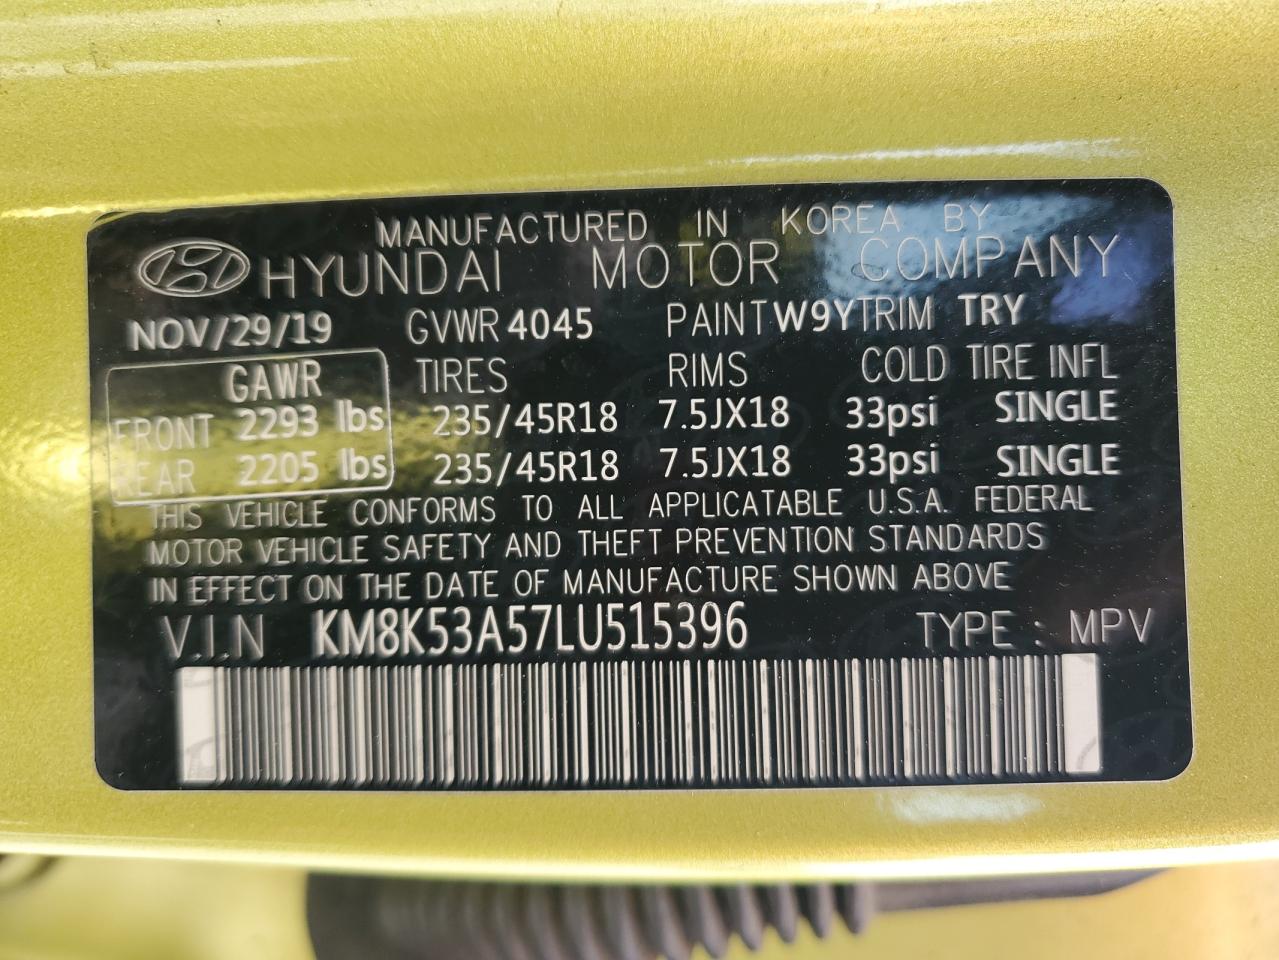 MANUFACTURED IN KOREA BY
HYUNDAI MOTOR COMPANY
NOV/29/19 GVWR 4045 PAINT W9Y TRIM TRY
GAWR TIRES RIMS COLD TIRE INFL
FRONT 2293 lbs 235/45R18 7.5JX18 33psi SINGLE
REAR 2205 lbs 235/45R18 7.5JX18 33psi SINGLE
THIS VEHICLE CONFORMS TO ALL APPLICATABLE U.S.A. FEDERAL
MOTOR VEHICLE SAFETY AND THEFT PREVENTION STANDARDS
IN EFFECT ON THE DATE OF MANUFACTURE SHOWN ABOVE
V.I.N KM8K53A57LU515396 TYPE : MPV